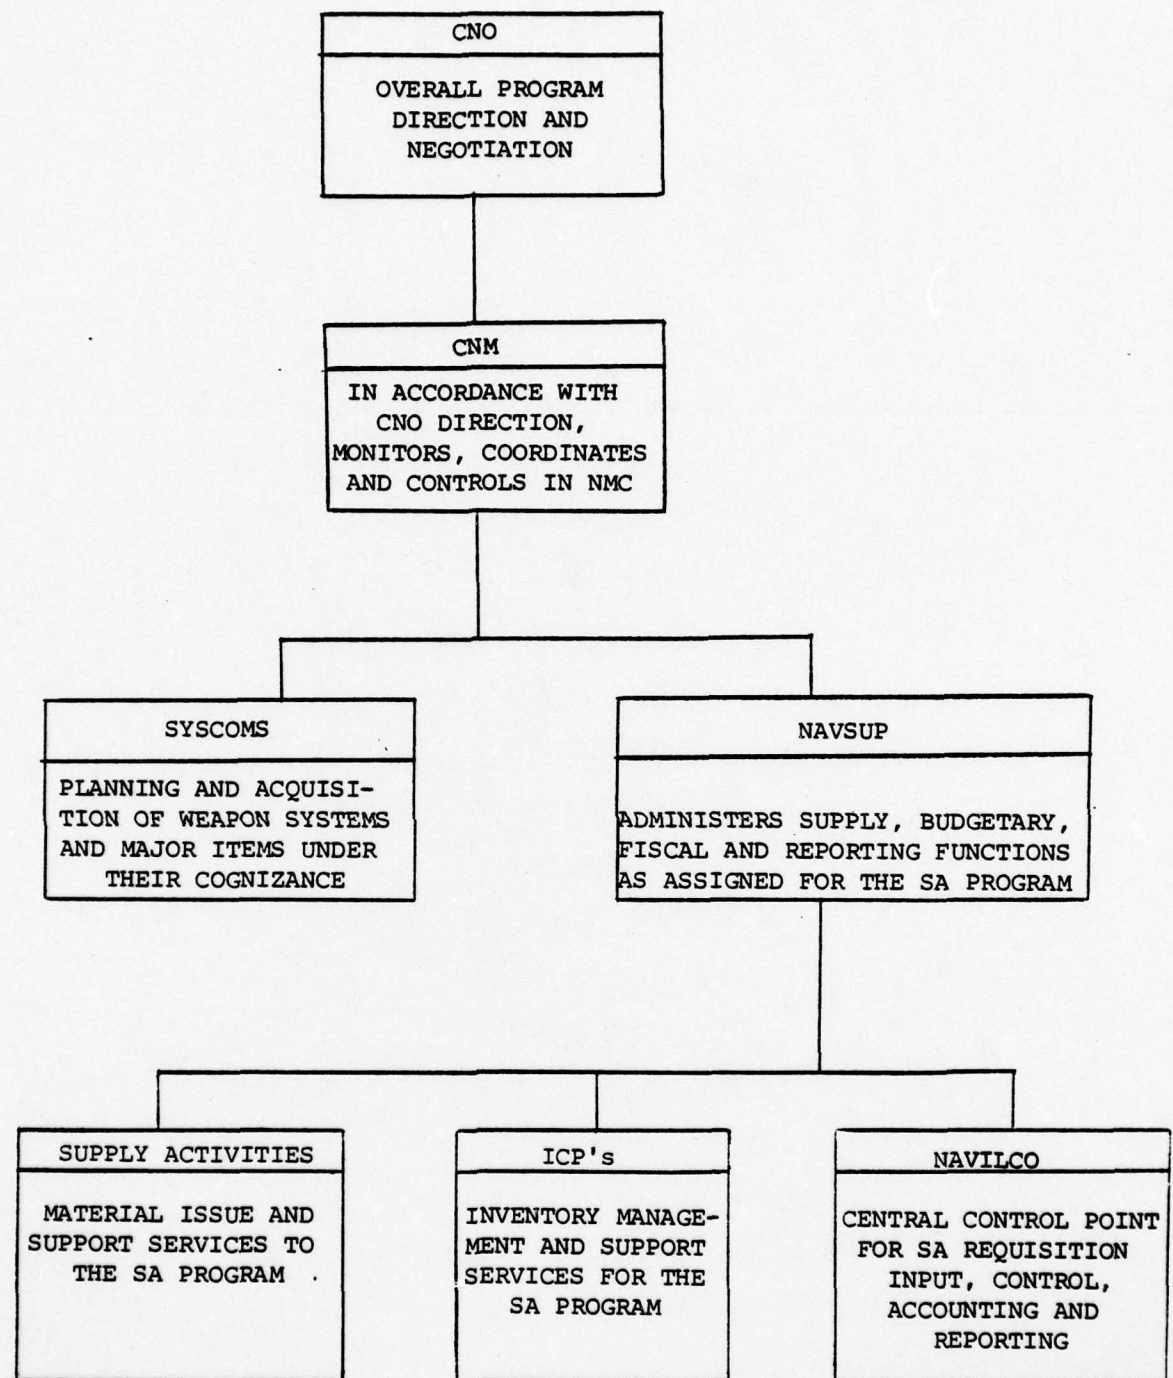 CNO
OVERALL PROGRAM
DIRECTION AND
NEGOTIATION
CNM
IN ACCORDANCE WITH
CNO DIRECTION,
MONITORS, COORDINATES
AND CONTROLS IN NMC
SYSCOMS
PLANNING AND ACQUISI-
TION OF WEAPON SYSTEMS
AND MAJOR ITEMS UNDER
THEIR COGNIZANCE
NAVSUP
ADMINISTERS SUPPLY, BUDGETARY,
FISCAL AND REPORTING FUNCTIONS
AS ASSIGNED FOR THE SA PROGRAM
SUPPLY ACTIVITIES
MATERIAL ISSUE AND
SUPPORT SERVICES TO
THE SA PROGRAM
ICP's
INVENTORY MANAGE-
MENT AND SUPPORT
SERVICES FOR THE
SA PROGRAM
NAVILCO
CENTRAL CONTROL POINT
FOR SA REQUISITION
INPUT, CONTROL,
ACCOUNTING AND
REPORTING